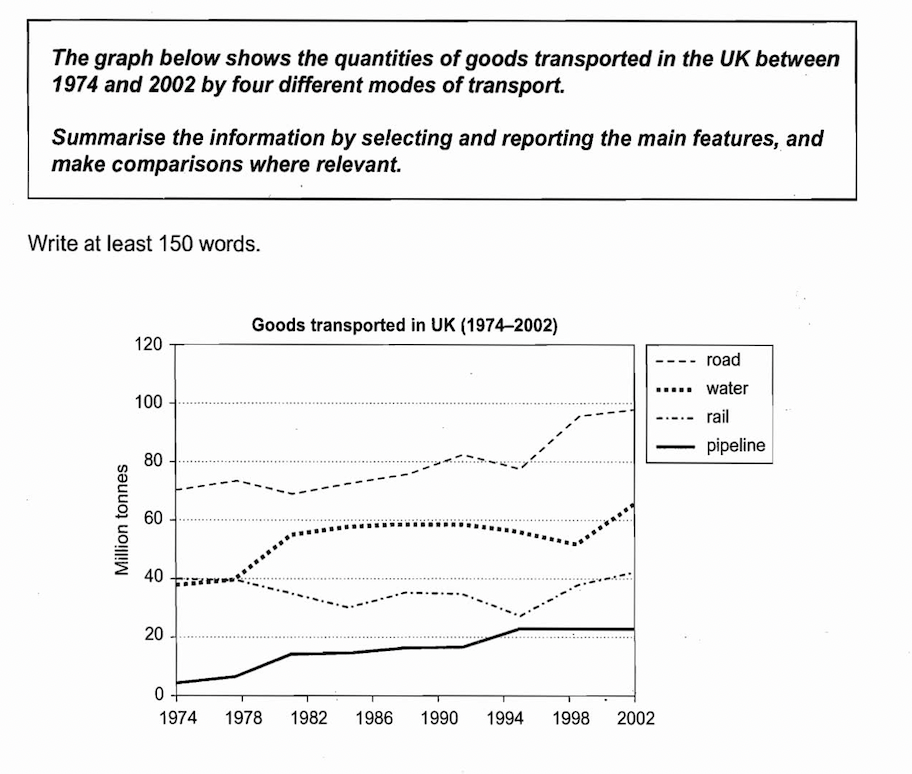 The graph below shows the quantities of goods transported in the UK between
1974 and 2002 by four different modes of transport.
Summarise the information by selecting and reporting the main features, and
make comparisons where relevant.
Write at least 150 words.
Goods transported in UK (1974–2002)
Million tonnes
120
100
80
60
40
20
0
1974 1978 1982 1986 1990 1994 1998 2002
road
water
rail
pipeline